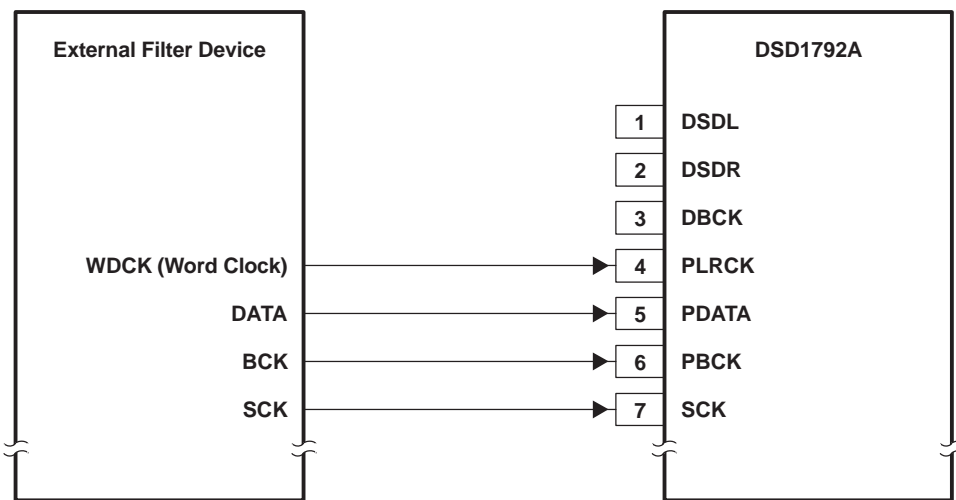 External Filter Device
DSD1792A
1 DSDL
2 DSDR
3 DBCK
WDCK (Word Clock) 4 PLRCK
DATA 5 PDATA
BCK 6 PBCK
SCK 7 SCK